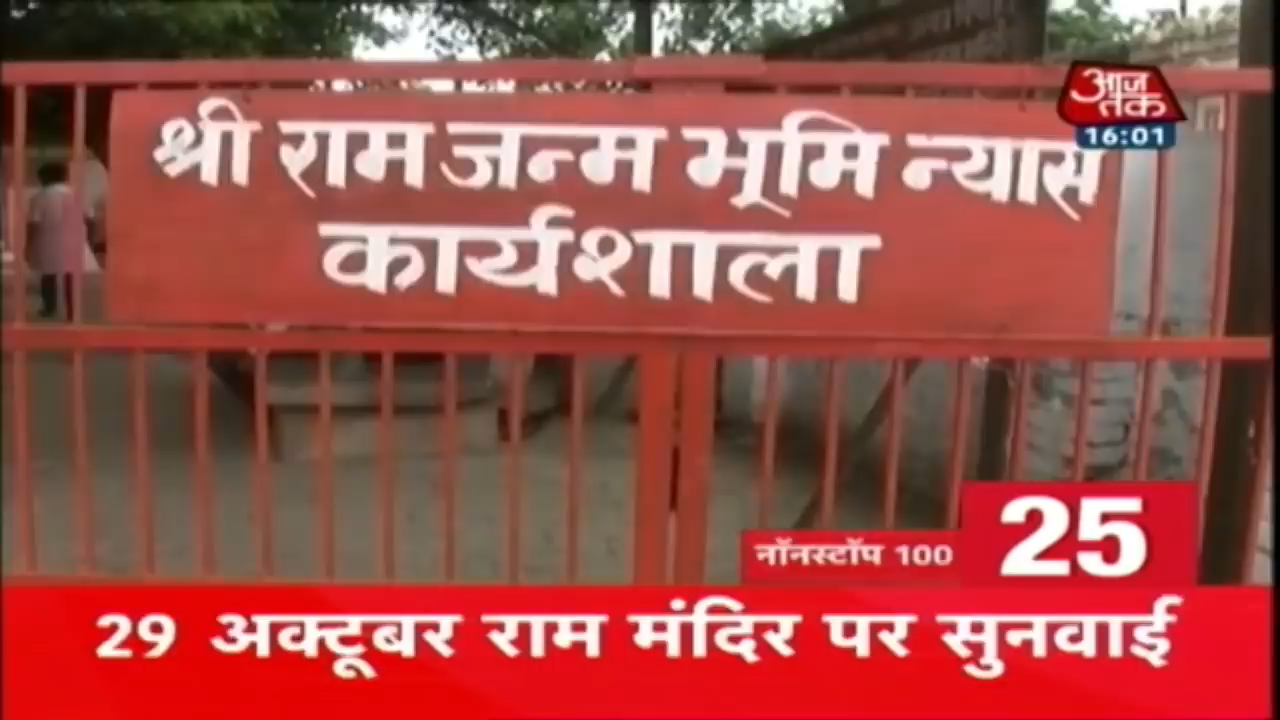 आज
तक
16:01
श्री राम जन्म भूमि न्यास
कार्यशाला
नॉनस्टॉप 100
25
29 अक्टूबर राम मंदिर पर सुनवाई